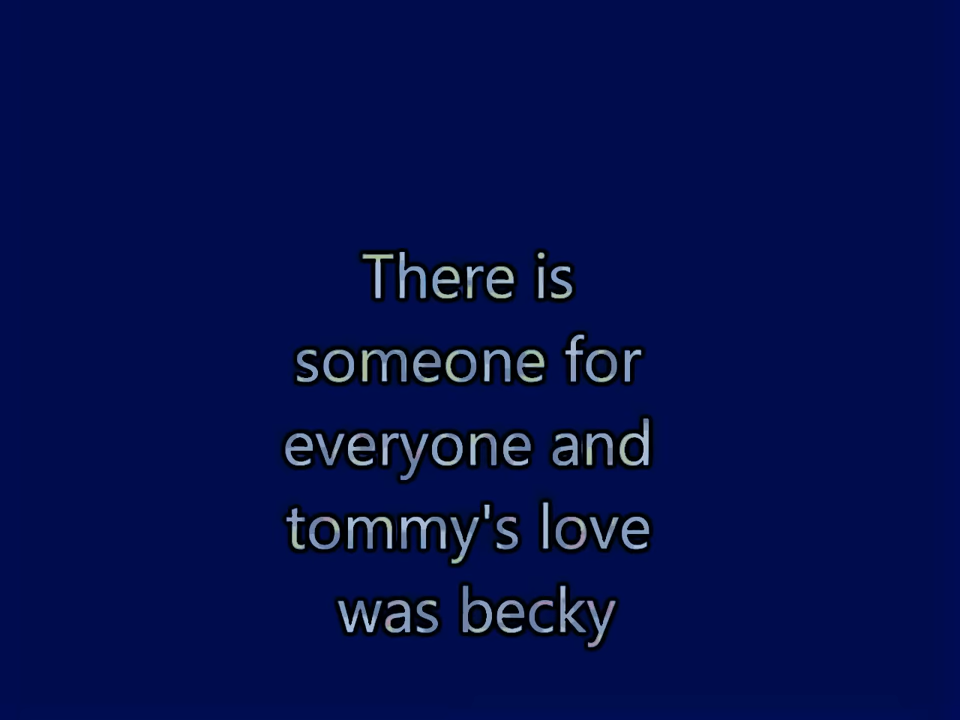 There is
someone for
everyone and
tommy's love
was becky